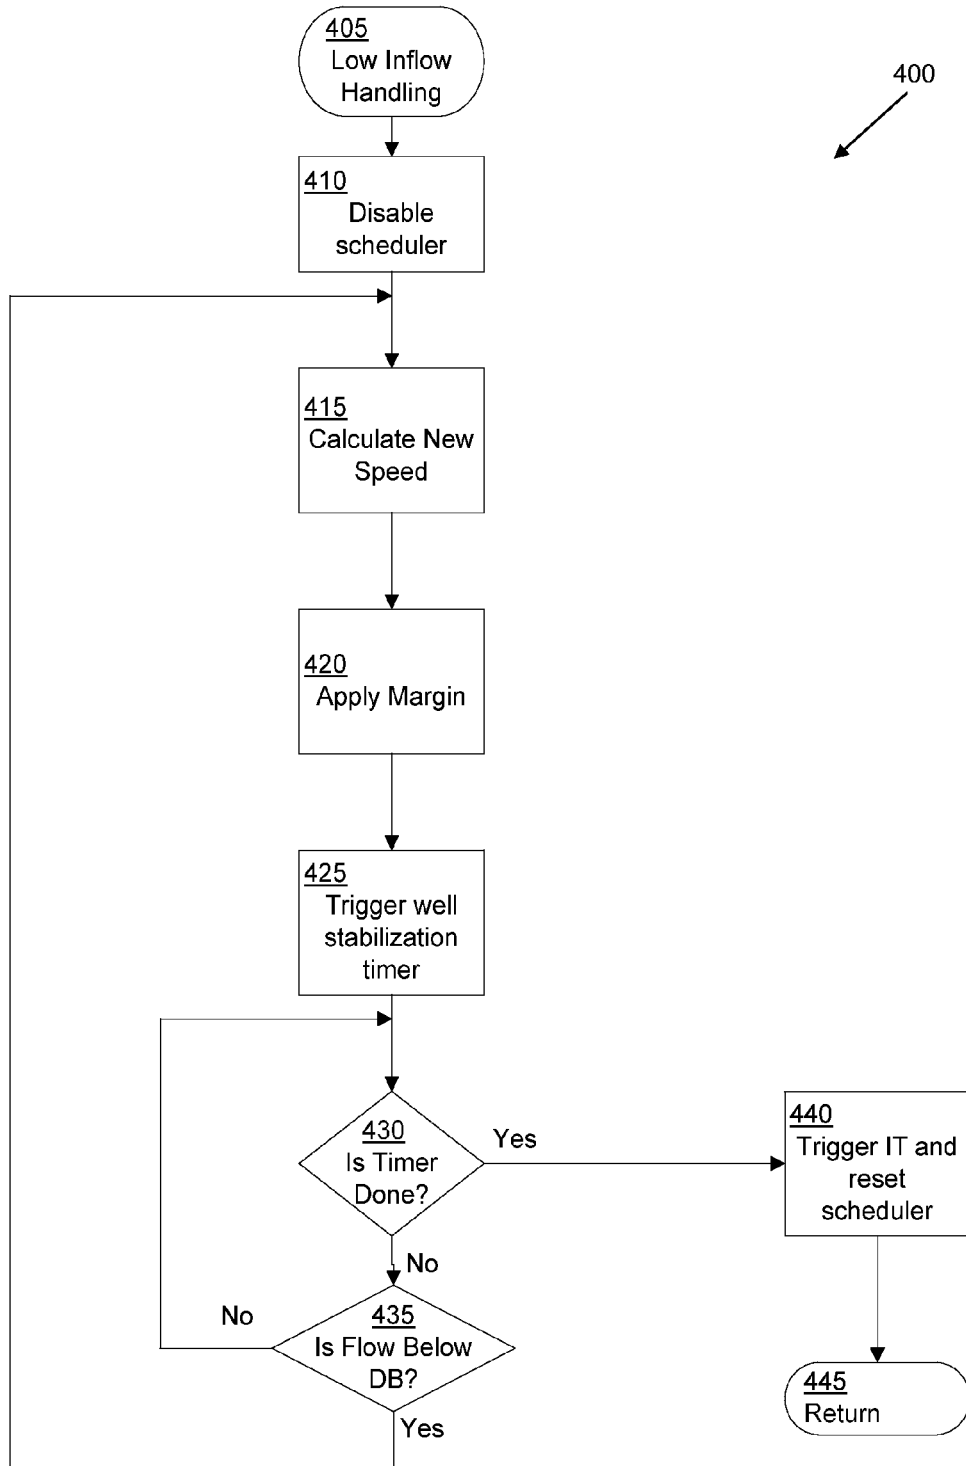 405
Low Inflow
Handling
400
410
Disable
scheduler
415
Calculate New
Speed
420
Apply Margin
425
Trigger well
stabilization
timer
430
Is Timer
Done?
Yes
440
Trigger IT and
reset
scheduler
No
435
Is Flow Below
DB?
No
Yes
445
Return